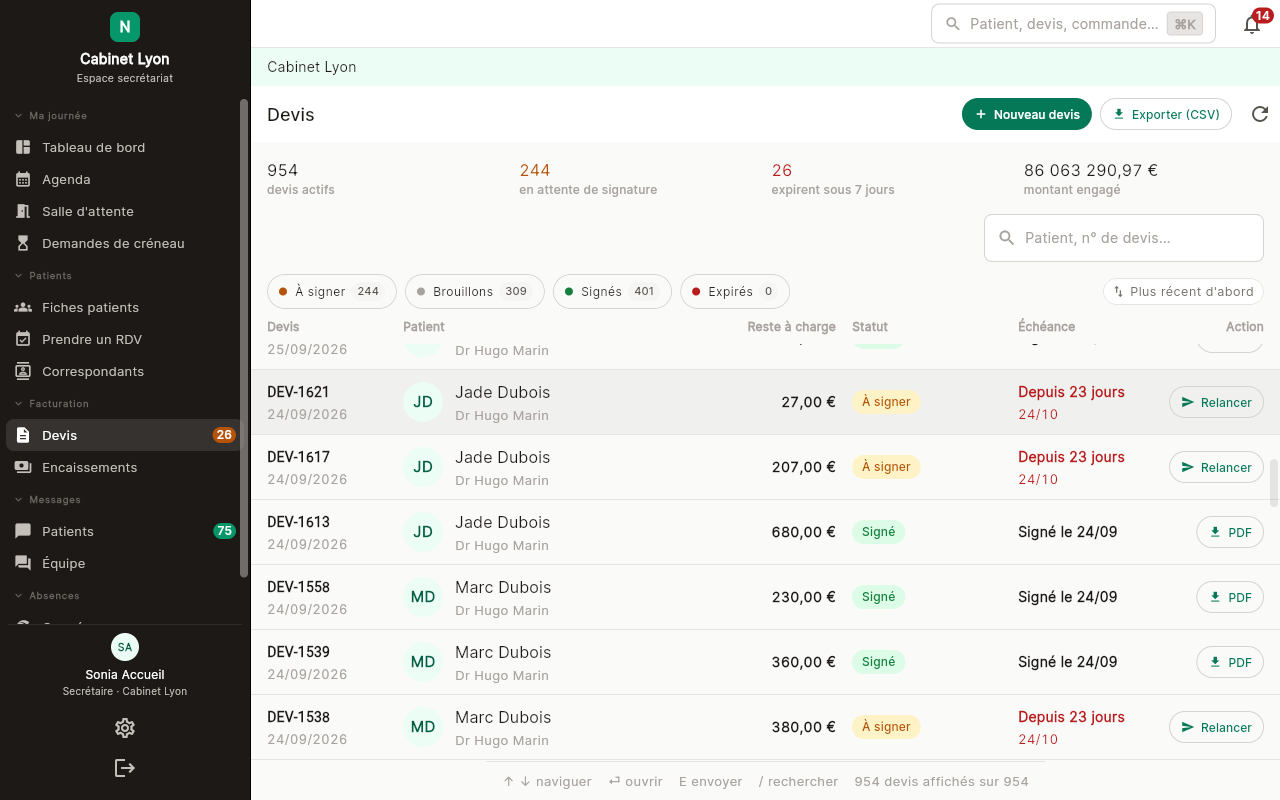 N
Cabinet Lyon
Espace secrétariat
Ma journée
Tableau de bord
Agenda
Salle d'attente
Demandes de créneau
Patients
Fiches patients
Prendre un RDV
Correspondants
Facturation
Devis 26
Encaissements
Messages
Patients 75
Équipe
Absences
SA
Sonia Accueil
Secrétaire · Cabinet Lyon
Patient, devis, commande... ⌘K
14
Cabinet Lyon
Devis
+ Nouveau devis
Exporter (CSV)
954
devis actifs
244
en attente de signature
26
expirent sous 7 jours
86 063 290,97 €
montant engagé
Patient, n° de devis...
À signer 244
Brouillons 309
Signés 401
Expirés 0
Plus récent d'abord
Devis Patient Reste à charge Statut Échéance Action
25/09/2026 Dr Hugo Marin
DEV-1621 JD Jade Dubois 27,00 € À signer Depuis 23 jours Relancer
24/09/2026 Dr Hugo Marin 24/10
DEV-1617 JD Jade Dubois 207,00 € À signer Depuis 23 jours Relancer
24/09/2026 Dr Hugo Marin 24/10
DEV-1613 JD Jade Dubois 680,00 € Signé Signé le 24/09 PDF
24/09/2026 Dr Hugo Marin
DEV-1558 MD Marc Dubois 230,00 € Signé Signé le 24/09 PDF
24/09/2026 Dr Hugo Marin
DEV-1539 MD Marc Dubois 360,00 € Signé Signé le 24/09 PDF
24/09/2026 Dr Hugo Marin
DEV-1538 MD Marc Dubois 380,00 € À signer Depuis 23 jours Relancer
24/09/2026 Dr Hugo Marin 24/10
↑ ↓ naviguer ⏎ ouvrir E envoyer / rechercher 954 devis affichés sur 954